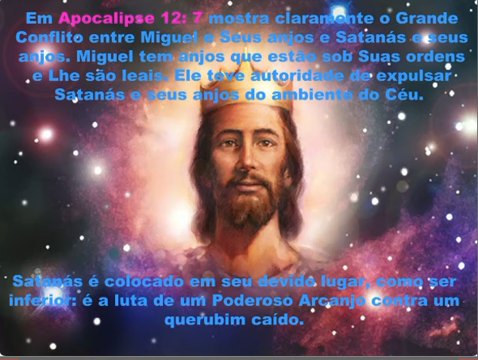 Em Apocalipse 12: 7 mostra claramente o Grande
Conflito entre Miguel e Seus anjos e Satanás e seus
anjos. Miguel tem anjos que estão sob Suas ordens
e Lhe são leais. Ele teve autoridade de expulsar
Satanás e seus anjos do ambiente do Céu.
Satanás é colocado em seu devido lugar, como ser
inferior: é a luta de um Poderoso Arcanjo contra um
querubim caído.